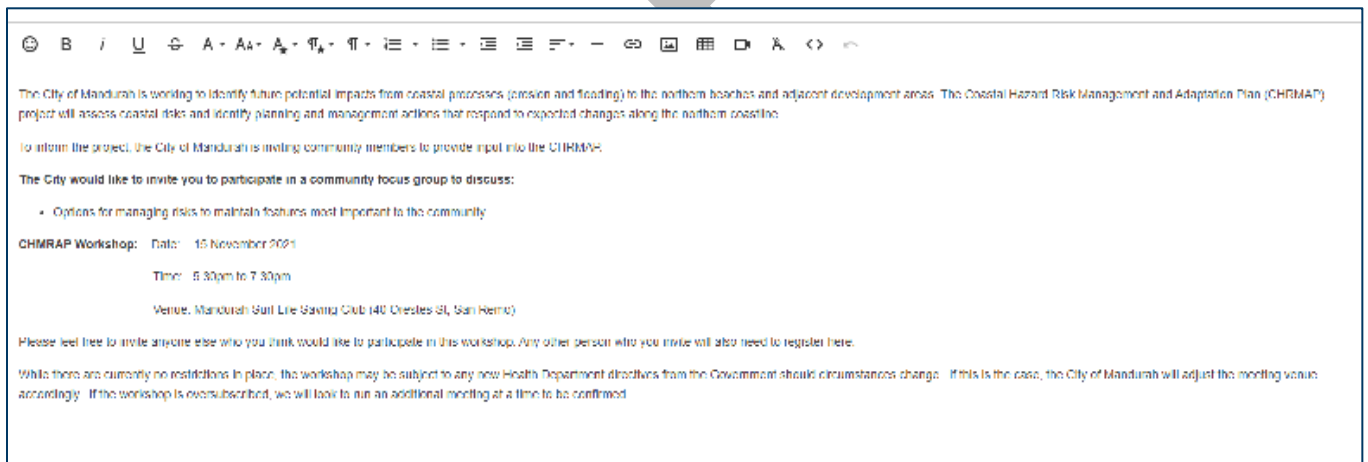 The City of Mandurah is working to identify future potential impacts from coastal processes (erosion and flooding) to the northern beaches and adjacent development areas. The Coastal Hazard Risk Management and Adaptation Plan (CHRMAP)
project will assess coastal risks and identify planning and management actions that respond to expected changes along the northern coastline.
To inform the project, the City of Mandurah is inviting community members to provide input into the CHRMAP.
The City would like to invite you to participate in a community focus group to discuss:
• Options for managing risks to maintain features most important to the community
CHMRAP Workshop: Date: 15 November 2021
Time: 5.30pm to 7.30pm
Venue: Mandurah Surf Life Saving Club (40 Orestes St, San Remo)
Please feel free to invite anyone else who you think would like to participate in this workshop. Any other person who you invite will also need to register here.
While there are currently no restrictions in place, the workshop may be subject to any new Health Department directives from the Government should circumstances change. If this is the case, the City of Mandurah will adjust the meeting venue
accordingly. If the workshop is oversubscribed, we will look to run an additional meeting at a time to be confirmed.